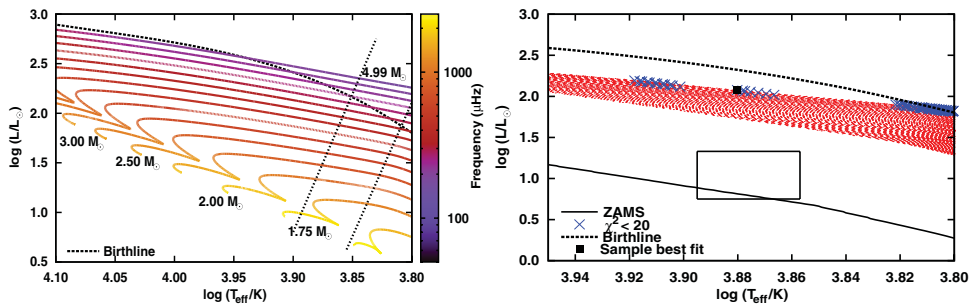 3.0
2.5
2.0
1.5
1.0
0.5
log (L/L☉)
4.99 M☉
3.00 M☉
2.50 M☉
2.00 M☉
1.75 M☉
Birthline
4.10 4.05 4.00 3.95 3.90 3.85 3.80
log (Teff/K)
1000
100
Frequency (μHz)
3.0
2.5
2.0
1.5
1.0
0.5
0.0
log (L/L☉)
ZAMS
χ² < 20
Birthline
Sample best fit
3.94 3.92 3.90 3.88 3.86 3.84 3.82 3.80
log (Teff/K)